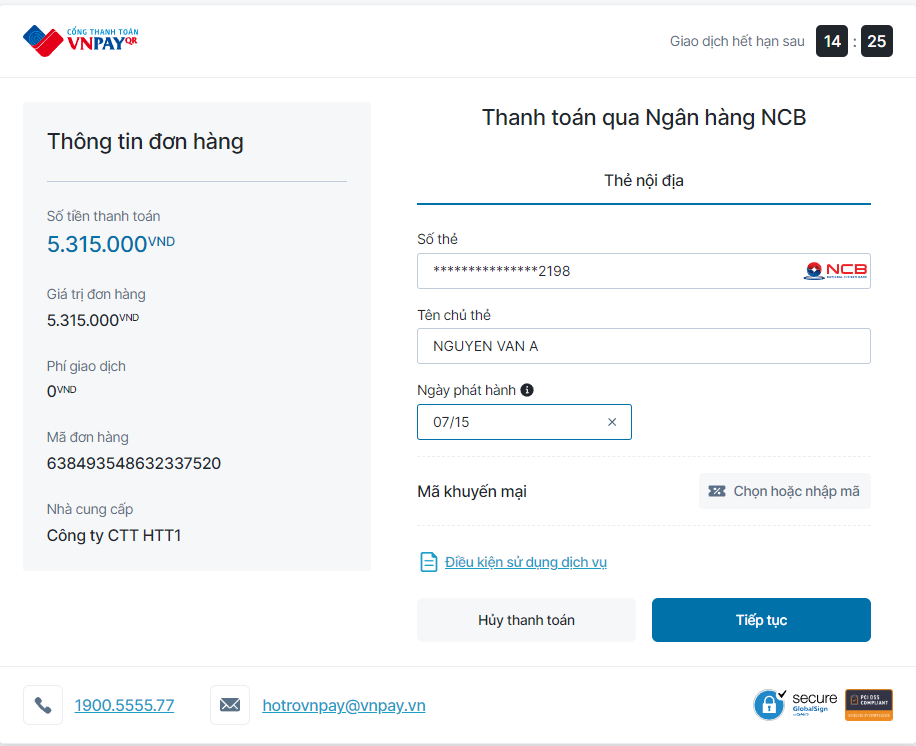 CỔNG THANH TOÁN
VNPAYQR
Giao dịch hết hạn sau 14 : 25
Thông tin đơn hàng
Số tiền thanh toán
5.315.000VND
Giá trị đơn hàng
5.315.000VND
Phí giao dịch
0VND
Mã đơn hàng
638493548632337520
Nhà cung cấp
Công ty CTT HTT1
Thanh toán qua Ngân hàng NCB
Thẻ nội địa
Số thẻ
***************2198
NCB
Tên chủ thẻ
NGUYEN VAN A
Ngày phát hành
07/15
Mã khuyến mại
Chọn hoặc nhập mã
Điều kiện sử dụng dịch vụ
Hủy thanh toán
Tiếp tục
1900.5555.77
hotrovnpay@vnpay.vn
secure
GlobalSign
PCI DSS
COMPLIANT